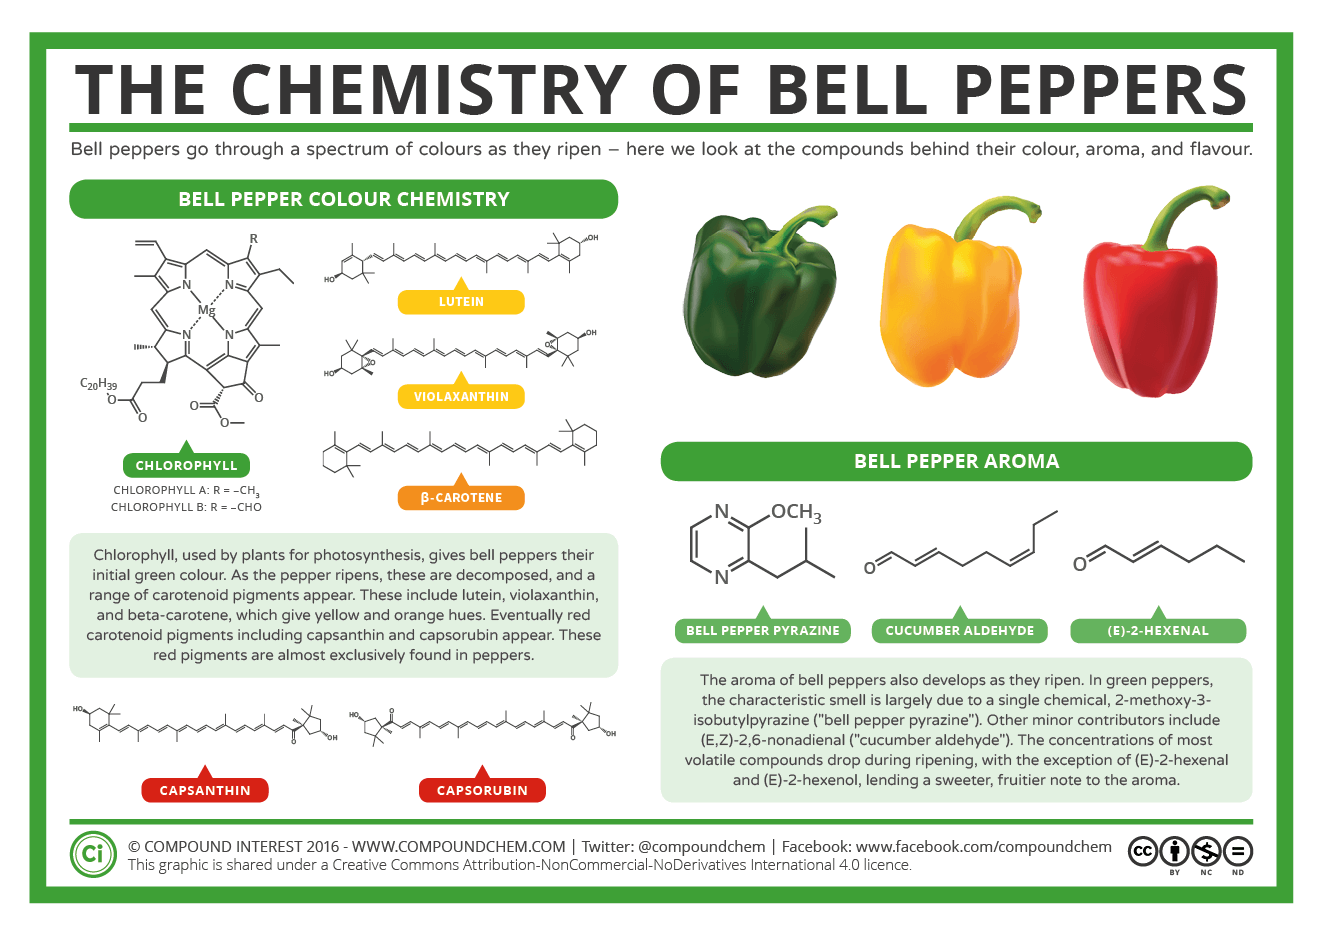 THE CHEMISTRY OF BELL PEPPERS
Bell peppers go through a spectrum of colours as they ripen – here we look at the compounds behind their colour, aroma, and flavour.
BELL PEPPER COLOUR CHEMISTRY
R
N
N
Mg
N
N
C20H39
O
O
O
O
O
CHLOROPHYLL
CHLOROPHYLL A: R = –CH3
CHLOROPHYLL B: R = –CHO
OH
HO
LUTEIN
OH
O
O
HO
VIOLAXANTHIN
β-CAROTENE
Chlorophyll, used by plants for photosynthesis, gives bell peppers their
initial green colour. As the pepper ripens, these are decomposed, and a
range of carotenoid pigments appear. These include lutein, violaxanthin,
and beta-carotene, which give yellow and orange hues. Eventually red
carotenoid pigments including capsanthin and capsorubin appear. These
red pigments are almost exclusively found in peppers.
HO
O
OH
CAPSANTHIN
HO
O
O
OH
CAPSORUBIN
BELL PEPPER AROMA
N
OCH3
N
BELL PEPPER PYRAZINE
O
CUCUMBER ALDEHYDE
O
(E)-2-HEXENAL
The aroma of bell peppers also develops as they ripen. In green peppers,
the characteristic smell is largely due to a single chemical, 2-methoxy-3-
isobutylpyrazine ("bell pepper pyrazine"). Other minor contributors include
(E,Z)-2,6-nonadienal ("cucumber aldehyde"). The concentrations of most
volatile compounds drop during ripening, with the exception of (E)-2-hexenal
and (E)-2-hexenol, lending a sweeter, fruitier note to the aroma.
Ci
© COMPOUND INTEREST 2016 - WWW.COMPOUNDCHEM.COM | Twitter: @compoundchem | Facebook: www.facebook.com/compoundchem
This graphic is shared under a Creative Commons Attribution-NonCommercial-NoDerivatives International 4.0 licence.
cc
BY
NC
ND